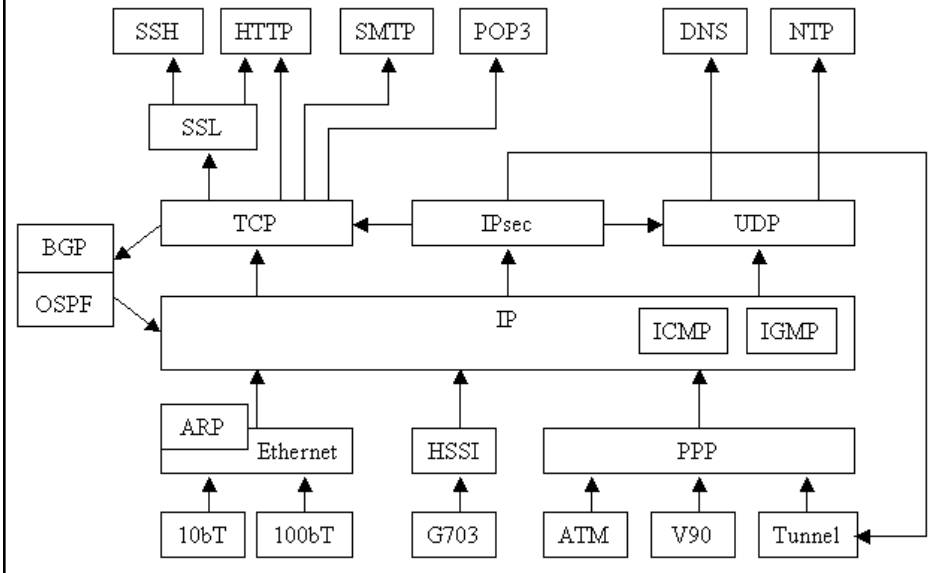 SSH HTTP SMTP POP3 DNS NTP
SSL
TCP IPsec UDP
BGP
OSPF
IP
ICMP IGMP
ARP
Ethernet HSSI PPP
10bT 100bT G703 ATM V90 Tunnel